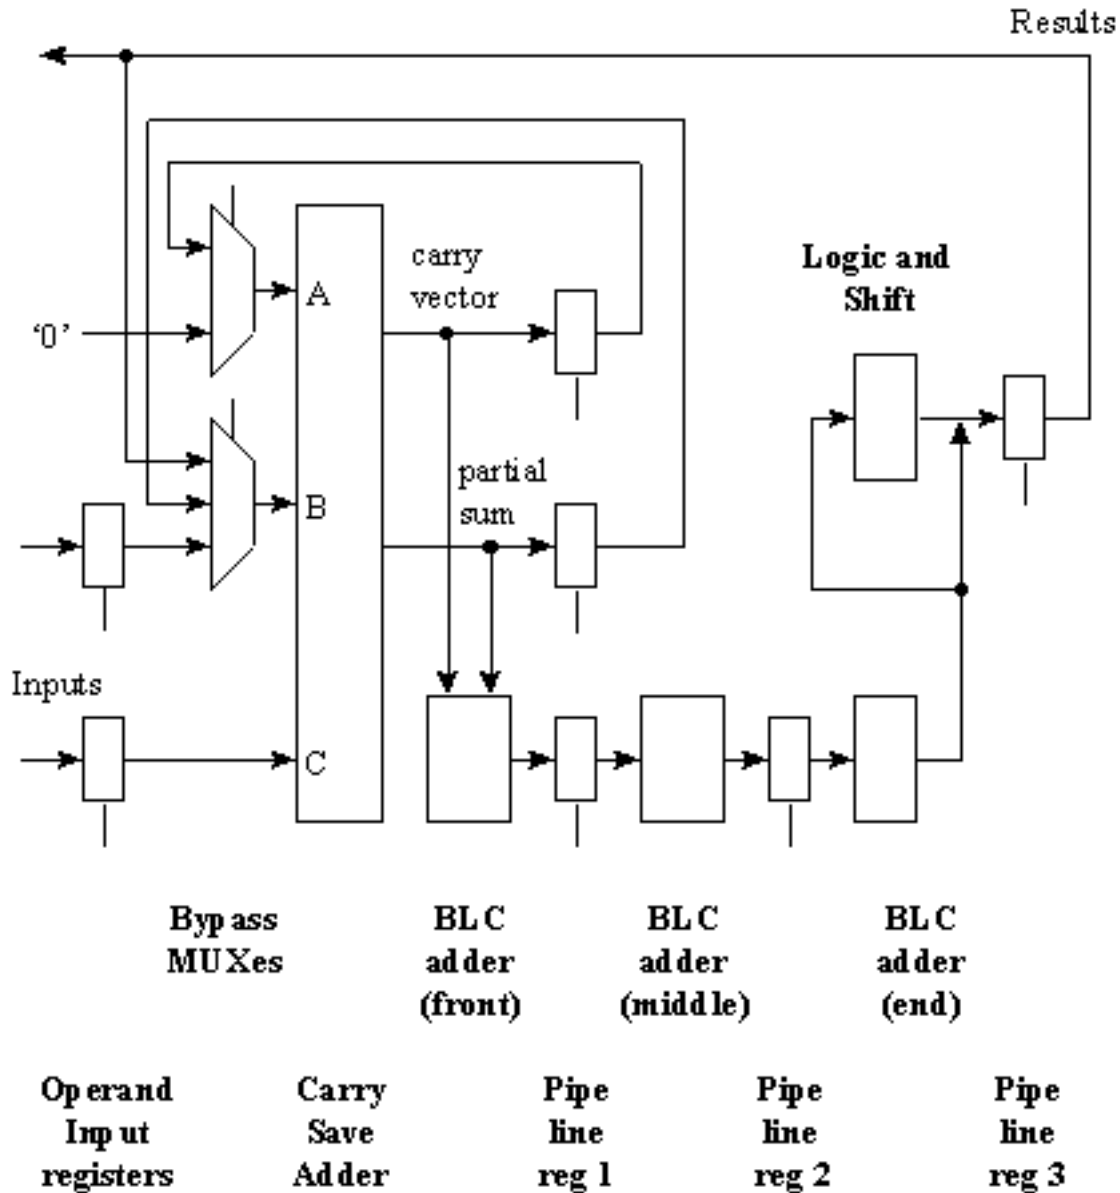 Results
carry
vector
Logic and
Shift
A
'0'
partial
sum
B
Inputs
C
Bypass
MUXes
BLC
adder
(front)
BLC
adder
(middle)
BLC
adder
(end)
Operand
Input
registers
Carry
Save
Adder
Pipe
line
reg 1
Pipe
line
reg 2
Pipe
line
reg 3